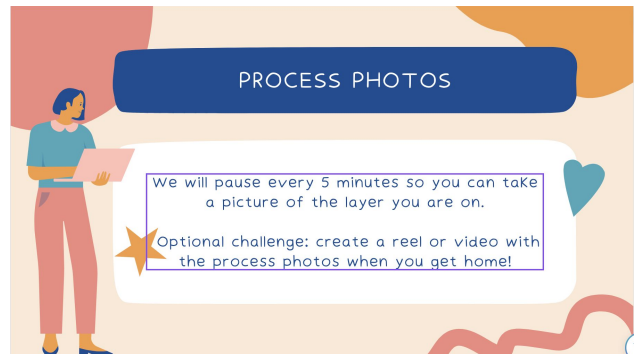 PROCESS PHOTOS
We will pause every 5 minutes so you can take
a picture of the layer you are on.
Optional challenge: create a reel or video with
the process photos when you get home!